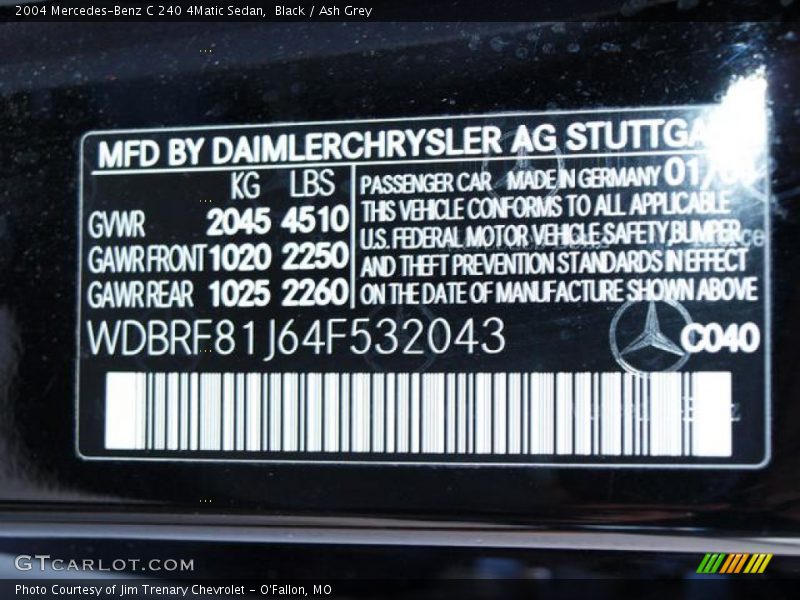 2004 Mercedes-Benz C 240 4Matic Sedan, Black / Ash Grey
MFD BY DAIMLERCHRYSLER AG
KG LBS
GVWR 2045 4510
GAWR FRONT 1020 2250
GAWR REAR 1025 2260
PASSENGER CAR MADE IN GERMANY
THIS VEHICLE CONFORMS TO ALL APPLICABLE
U.S. FEDERAL MOTOR VEHICLE SAFETY, BUMPER,
AND THEFT PREVENTION STANDARDS IN EFFECT
ON THE DATE OF MANUFACTURE SHOWN ABOVE
WDBRF81J64F532043
C040
GTCARLOT.COM
Photo Courtesy of Jim Trenary Chevrolet - O'Fallon, MO